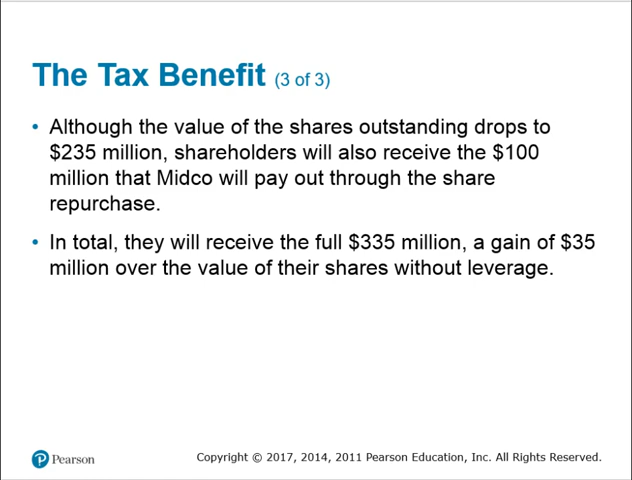 The Tax Benefit (3 of 3)
• Although the value of the shares outstanding drops to
$235 million, shareholders will also receive the $100
million that Midco will pay out through the share
repurchase.
• In total, they will receive the full $335 million, a gain of $35
million over the value of their shares without leverage.
P Pearson
Copyright © 2017, 2014, 2011 Pearson Education, Inc. All Rights Reserved.